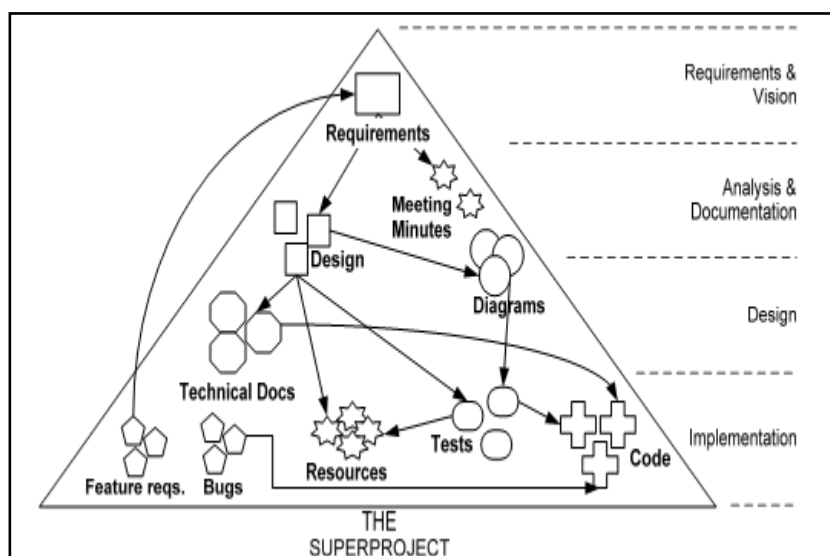 Requirements &
Vision
Requirements
Meeting
Minutes
Analysis &
Documentation
Design
Diagrams
Design
Technical Docs
Feature reqs.
Bugs
Resources
Tests
Code
Implementation
THE
SUPERPROJECT